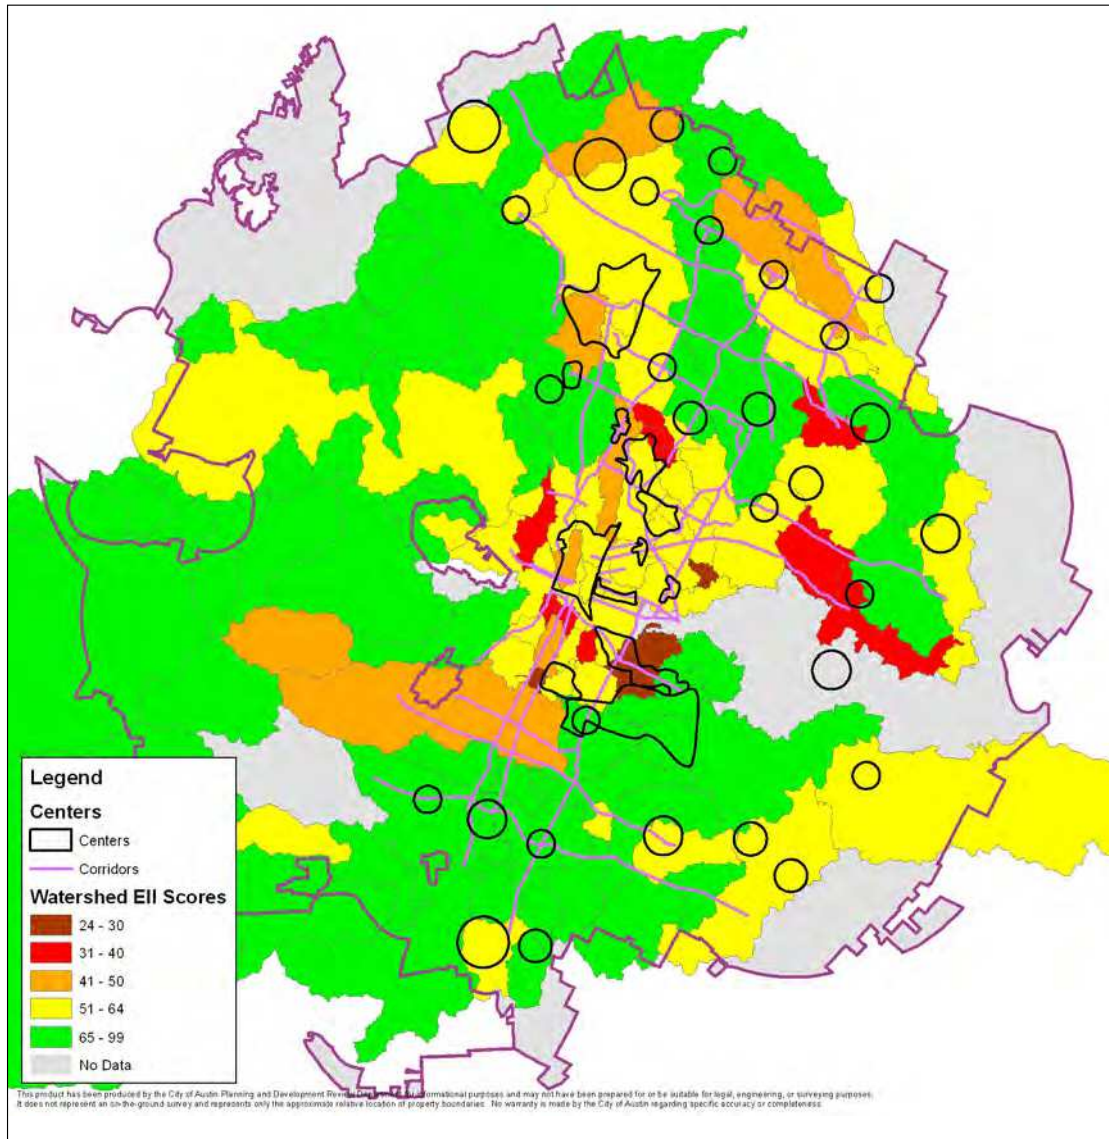 Legend
Centers
Centers
Corridors
Watershed EII Scores
24 - 30
31 - 40
41 - 50
51 - 64
65 - 99
No Data
This product has been produced by the City of Austin Planning and Development Review informational purposes and may not have been prepared for or be suitable for legal, engineering, or surveying purposes.
It does not represent an on-the-ground survey and represents only the approximate relative location of property boundaries. No warranty is made by the City of Austin regarding specific accuracy or completeness.